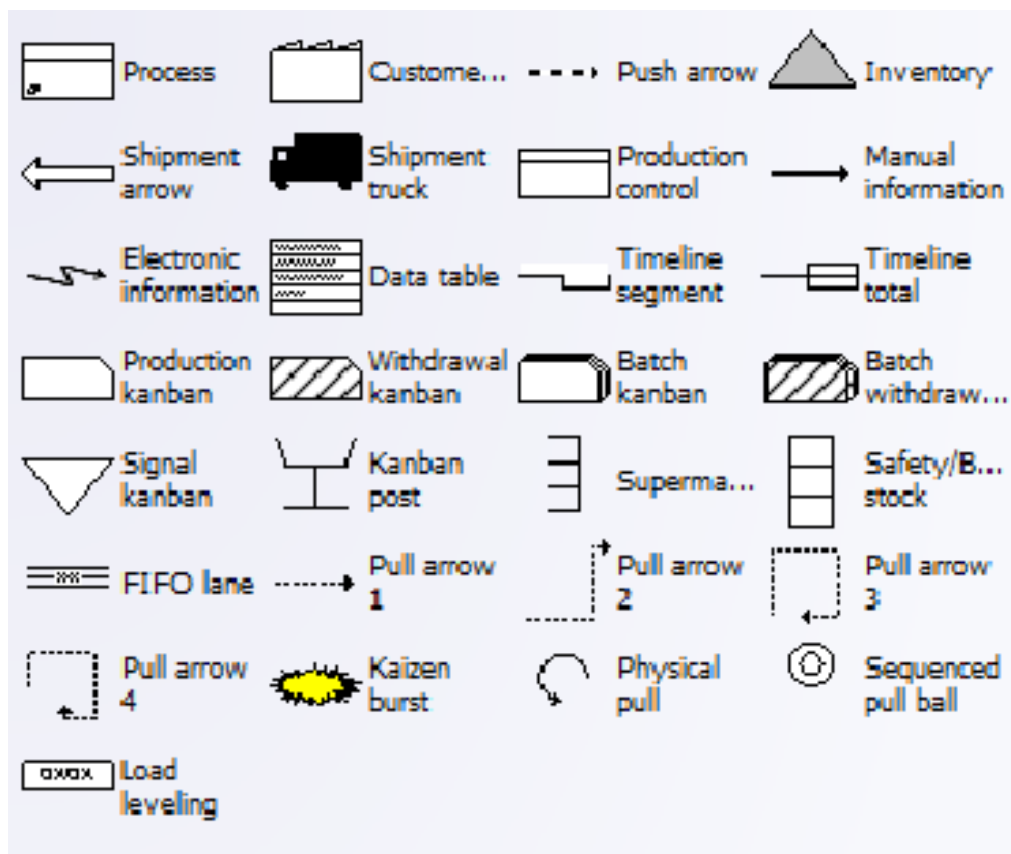 Process
Custome...
Push arrow
Inventory
Shipment
arrow
Shipment
truck
Production
control
Manual
information
Electronic
information
Data table
Timeline
segment
Timeline
total
Production
kanban
Withdrawal
kanban
Batch
kanban
Batch
withdraw...
Signal
kanban
Kanban
post
Superma...
Safety/B...
stock
FIFO lane
Pull arrow
1
Pull arrow
2
Pull arrow
3
Pull arrow
4
Kaizen
burst
Physical
pull
Sequenced
pull ball
OXOX
Load
leveling